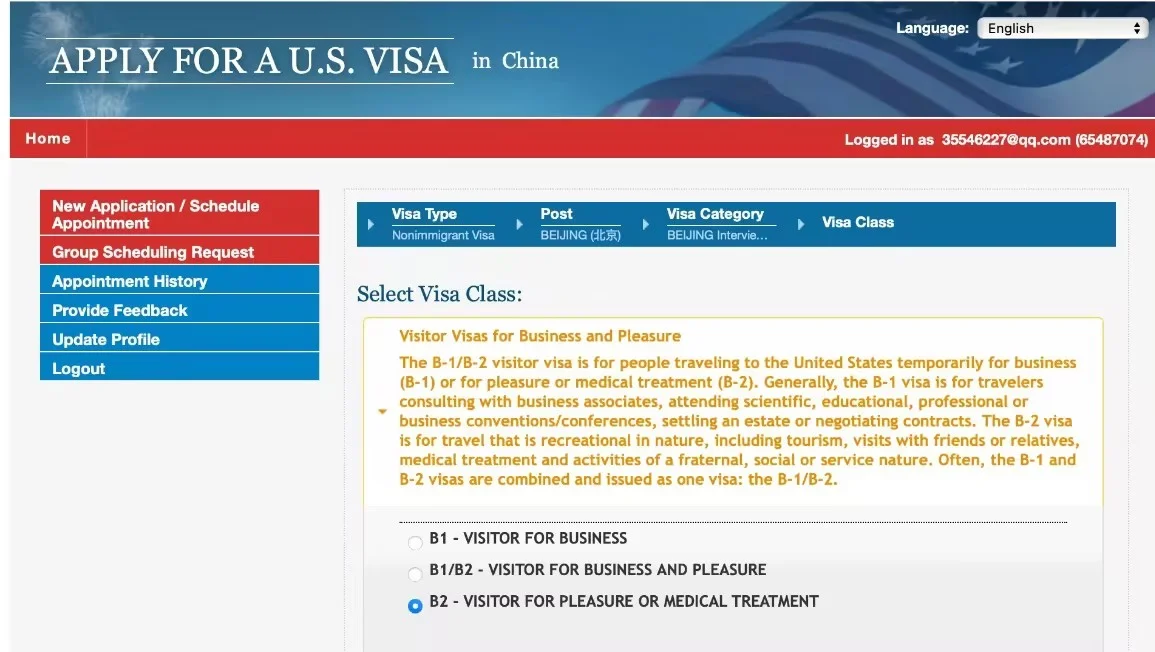 APPLY FOR A U.S. VISA in China
Language: English
Home
Logged in as 35546227@qq.com (65487074)
New Application / Schedule
Appointment
Group Scheduling Request
Appointment History
Provide Feedback
Update Profile
Logout
Visa Type
Nonimmigrant Visa
Post
BEIJING (北京)
Visa Category
BEIJING Intervie...
Visa Class
Select Visa Class:
Visitor Visas for Business and Pleasure
The B-1/B-2 visitor visa is for people traveling to the United States temporarily for business
(B-1) or for pleasure or medical treatment (B-2). Generally, the B-1 visa is for travelers
consulting with business associates, attending scientific, educational, professional or
business conventions/conferences, settling an estate or negotiating contracts. The B-2 visa
is for travel that is recreational in nature, including tourism, visits with friends or relatives,
medical treatment and activities of a fraternal, social or service nature. Often, the B-1 and
B-2 visas are combined and issued as one visa: the B-1/B-2.
B1 - VISITOR FOR BUSINESS
B1/B2 - VISITOR FOR BUSINESS AND PLEASURE
B2 - VISITOR FOR PLEASURE OR MEDICAL TREATMENT